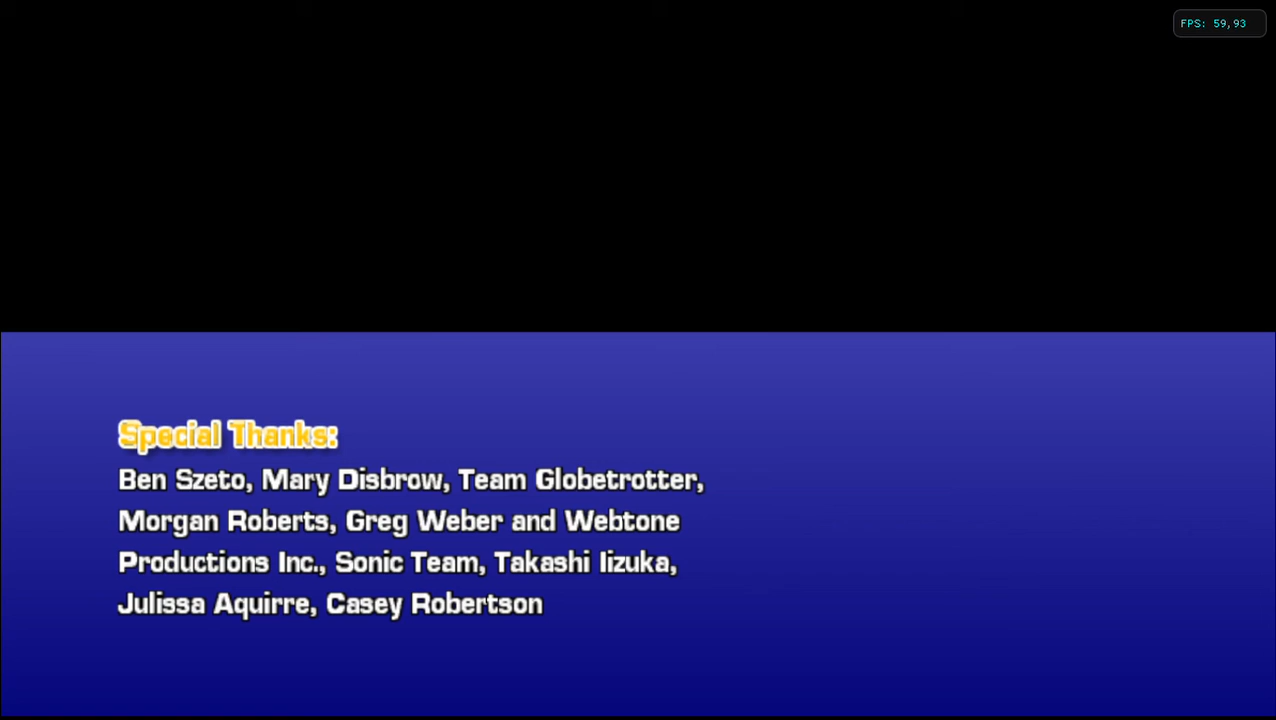 FPS: 59,93
Special Thanks:
Ben Szeto, Mary Disbrow, Team Globetrotter,
Morgan Roberts, Greg Weber and Webtone
Productions Inc., Sonic Team, Takashi Iizuka,
Julissa Aquirre, Casey Robertson